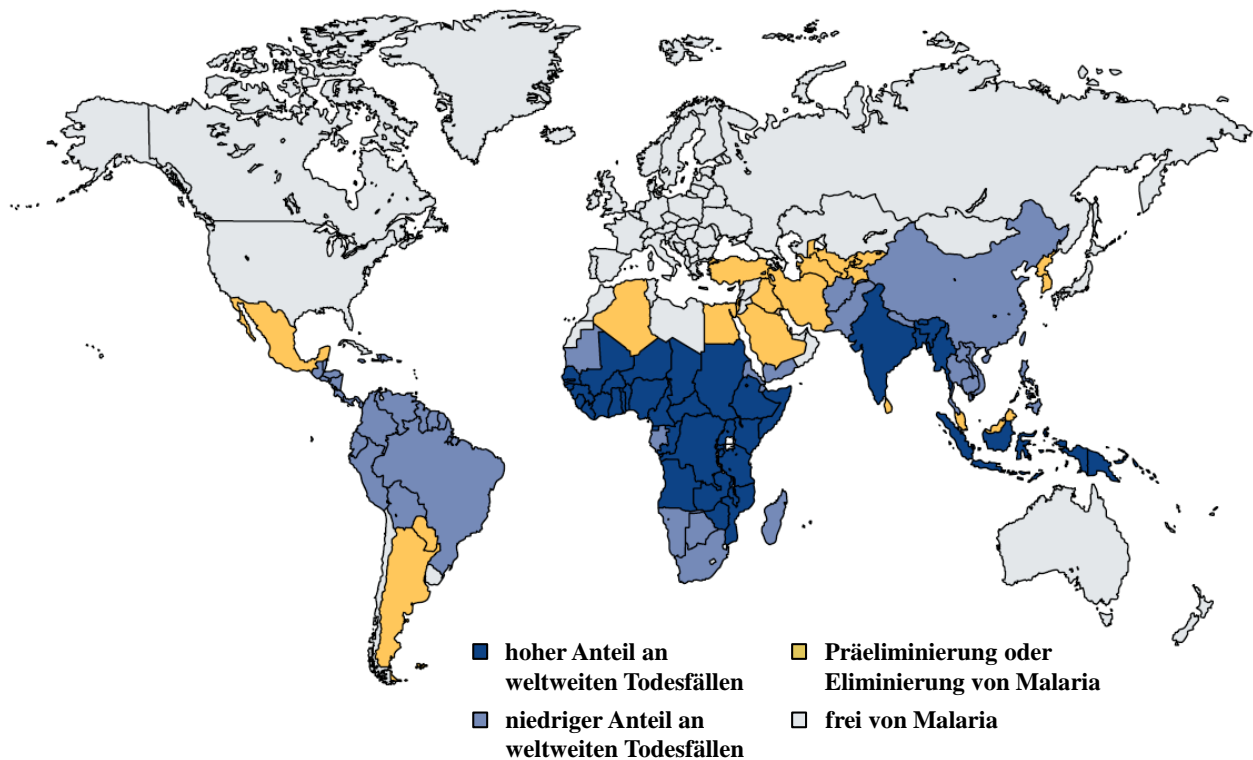 hoher Anteil an
weltweiten Todesfällen
niedriger Anteil an
weltweiten Todesfällen
Präeliminierung oder
Eliminierung von Malaria
frei von Malaria